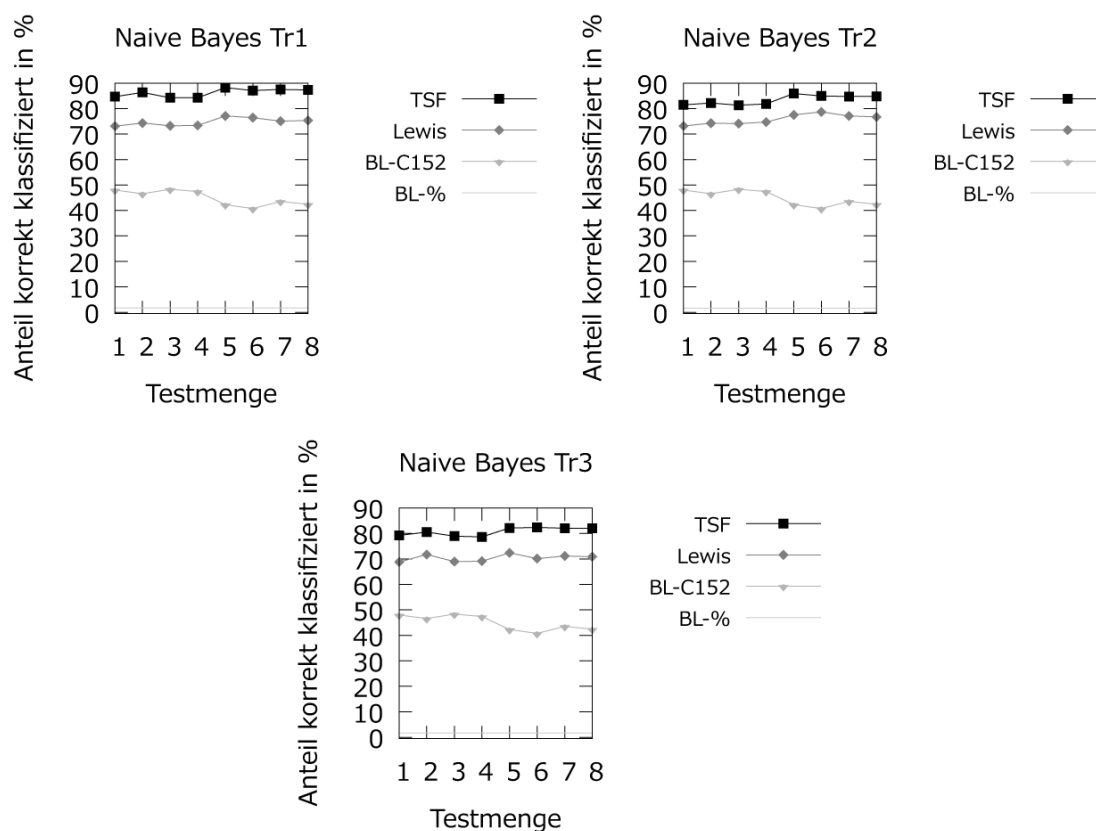 Naive Bayes Tr1
Anteil korrekt klassifiziert in %
90
80
70
60
50
40
30
20
10
0
1 2 3 4 5 6 7 8
Testmenge
TSF
Lewis
BL-C152
BL-%
Naive Bayes Tr2
Anteil korrekt klassifiziert in %
90
80
70
60
50
40
30
20
10
0
1 2 3 4 5 6 7 8
Testmenge
TSF
Lewis
BL-C152
BL-%
Naive Bayes Tr3
Anteil korrekt klassifiziert in %
90
80
70
60
50
40
30
20
10
0
1 2 3 4 5 6 7 8
Testmenge
TSF
Lewis
BL-C152
BL-%